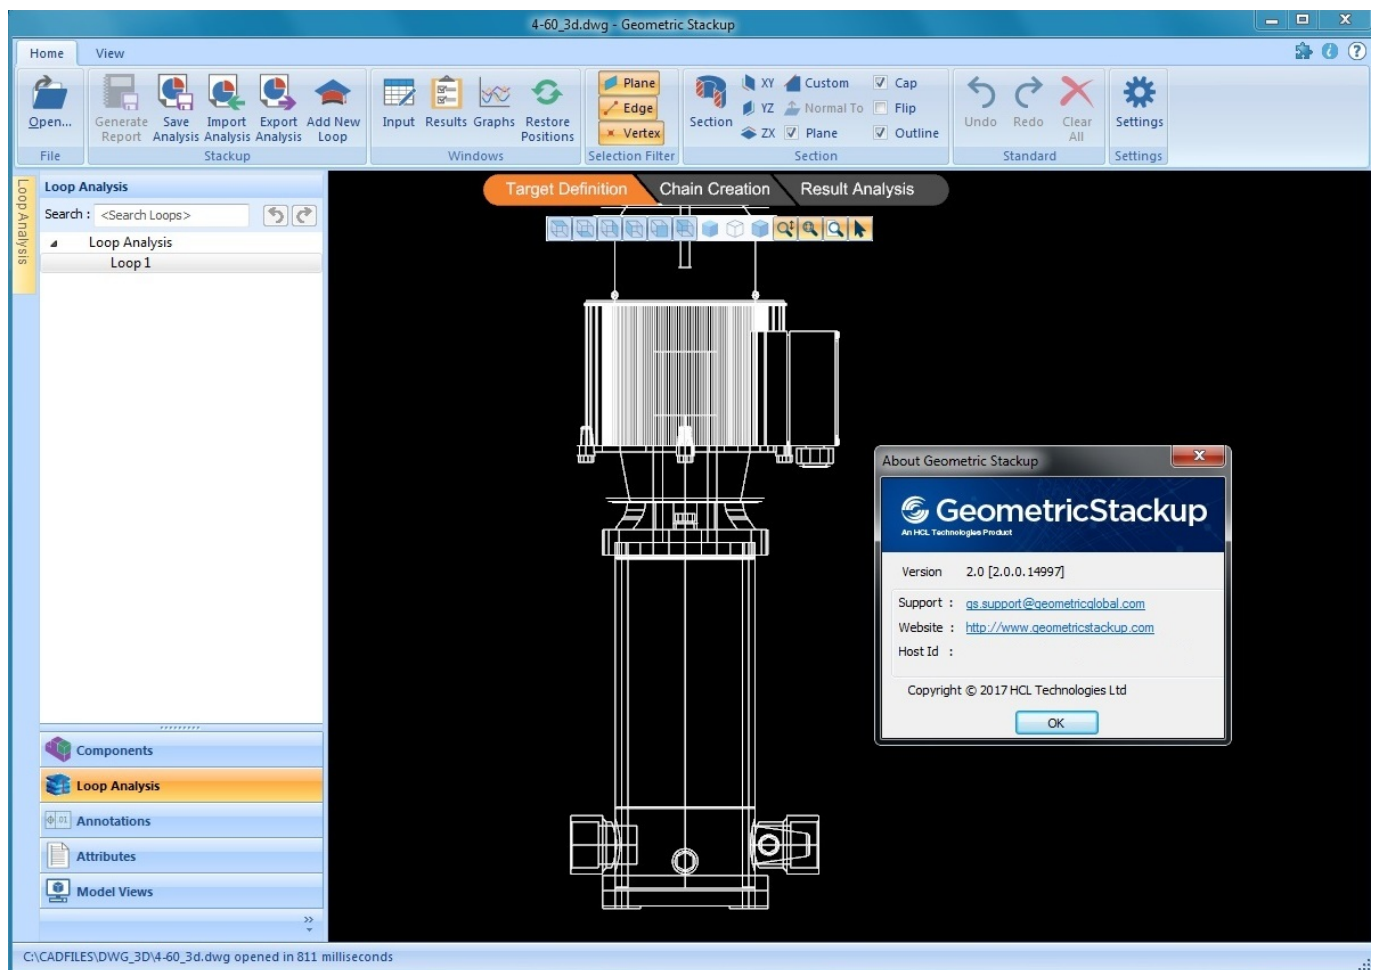 4-60_3d.dwg - Geometric Stackup
Home View
Open...
Generate Report
Save Analysis
Import Analysis
Export Analysis
Add New Loop
Input
Results
Graphs
Restore Positions
Plane
Edge
Vertex
Section
XY
YZ
ZX
Custom
Normal To
Plane
Cap
Flip
Outline
Undo
Redo
Clear All
Settings
File Stackup Windows Selection Filter Section Standard Settings
Loop Analysis
Loop Analysis
Search : <Search Loops>
Loop Analysis
Loop 1
Target Definition Chain Creation Result Analysis
About Geometric Stackup
GeometricStackup
An HCL Technologies Product
Version 2.0 [2.0.0.14997]
Support : gs.support@geometricglobal.com
Website : http://www.geometricstackup.com
Host Id :
Copyright © 2017 HCL Technologies Ltd
OK
Components
Loop Analysis
.01 Annotations
Attributes
Model Views
C:\CADFILES\DWG_3D\4-60_3d.dwg opened in 811 milliseconds